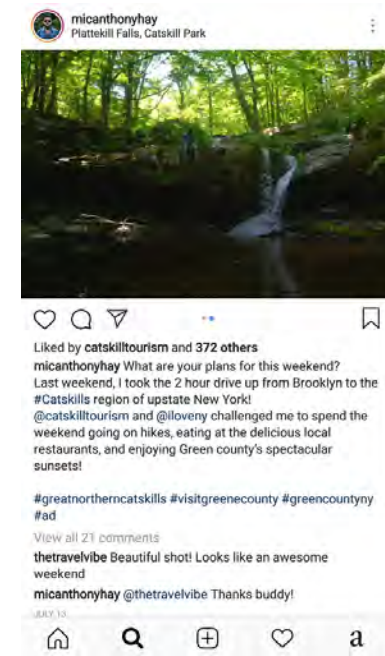 micanthonyhay
Plattekill Falls, Catskill Park
Liked by catskilltourism and 372 others
micanthonyhay What are your plans for this weekend?
Last weekend, I took the 2 hour drive up from Brooklyn to the
#Catskills region of upstate New York!
@catskilltourism and @iloveny challenged me to spend the
weekend going on hikes, eating at the delicious local
restaurants, and enjoying Green county's spectacular
sunsets!
#greatnortherncatskills #visitgreenecounty #greencountyny
#ad
View all 21 comments
thetravelvibe Beautiful shot! Looks like an awesome
weekend
micanthonyhay @thetravelvibe Thanks buddy!
JULY 13
a